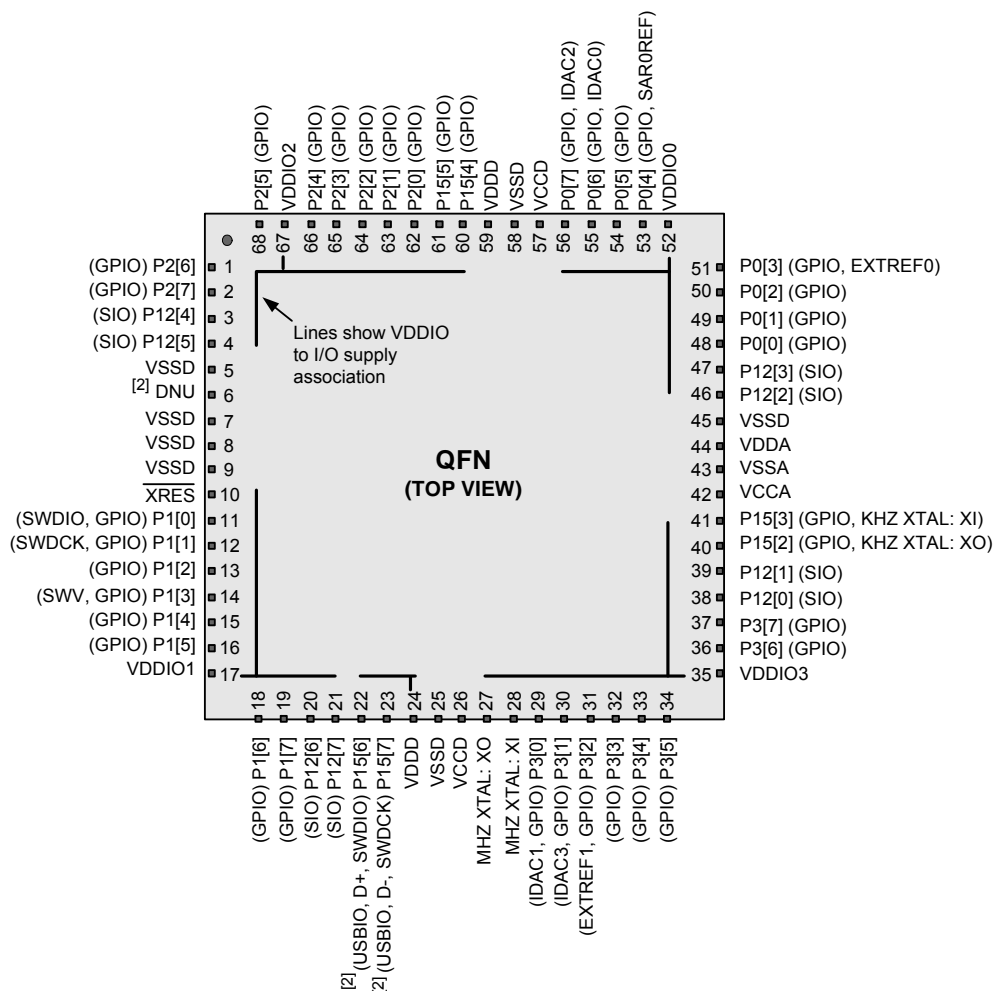 P2[5] (GPIO)
VDDIO2
P2[4] (GPIO)
P2[3] (GPIO)
P2[2] (GPIO)
P2[1] (GPIO)
P2[0] (GPIO)
P15[5] (GPIO)
P15[4] (GPIO)
VDDD
VSSD
VCCD
P0[7] (GPIO, IDAC2)
P0[6] (GPIO, IDAC0)
P0[5] (GPIO)
P0[4] (GPIO, SAR0REF)
VDDIO0
68
67
66
65
64
63
62
61
60
59
58
57
56
55
54
53
52
(GPIO) P2[6] 1
(GPIO) P2[7] 2
(SIO) P12[4] 3
(SIO) P12[5] 4
VSSD 5
[2] DNU 6
VSSD 7
VSSD 8
VSSD 9
XRES 10
(SWDIO, GPIO) P1[0] 11
(SWDCK, GPIO) P1[1] 12
(GPIO) P1[2] 13
(SWV, GPIO) P1[3] 14
(GPIO) P1[4] 15
(GPIO) P1[5] 16
VDDIO1 17
Lines show VDDIO
to I/O supply
association
QFN
(TOP VIEW)
51 P0[3] (GPIO, EXTREF0)
50 P0[2] (GPIO)
49 P0[1] (GPIO)
48 P0[0] (GPIO)
47 P12[3] (SIO)
46 P12[2] (SIO)
45 VSSD
44 VDDA
43 VSSA
42 VCCA
41 P15[3] (GPIO, KHZ XTAL: XI)
40 P15[2] (GPIO, KHZ XTAL: XO)
39 P12[1] (SIO)
38 P12[0] (SIO)
37 P3[7] (GPIO)
36 P3[6] (GPIO)
35 VDDIO3
18
19
20
21
22
23
24
25
26
27
28
29
30
31
32
33
34
(GPIO) P1[6]
(GPIO) P1[7]
(SIO) P12[6]
(SIO) P12[7]
[2] (USBIO, D+, SWDIO) P15[6]
[2] (USBIO, D-, SWDCK) P15[7]
VDDD
VSSD
VCCD
MHZ XTAL: XO
MHZ XTAL: XI
(IDAC1, GPIO) P3[0]
(IDAC3, GPIO) P3[1]
(EXTREF1, GPIO) P3[2]
(GPIO) P3[3]
(GPIO) P3[4]
(GPIO) P3[5]